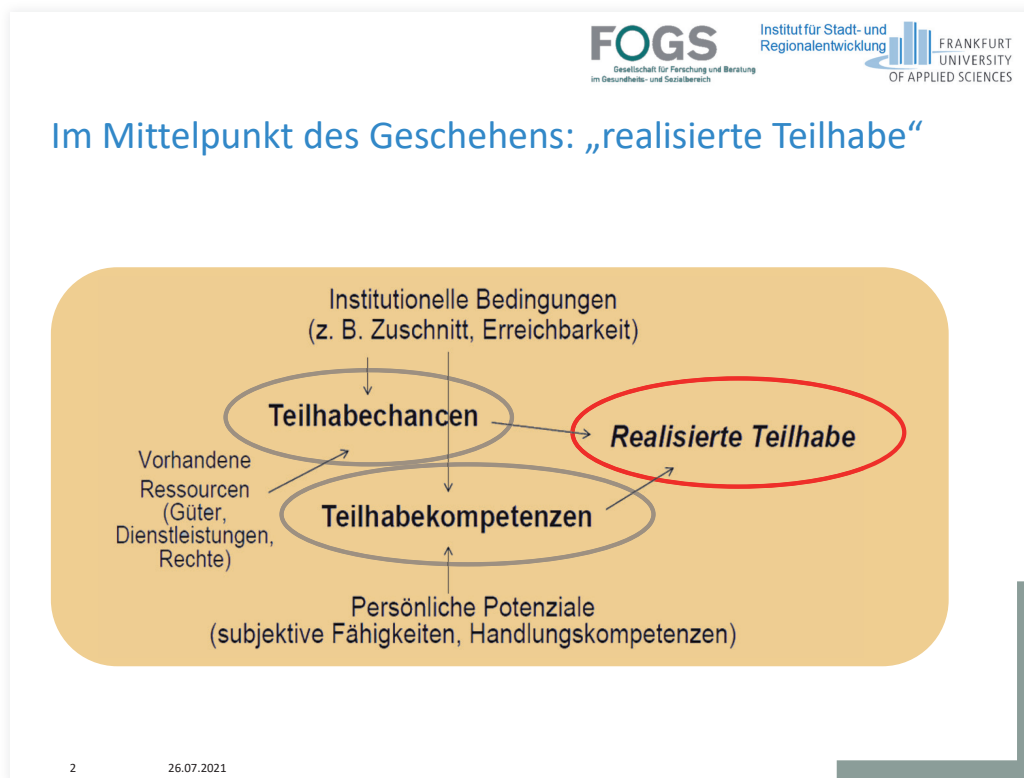 FOGS
Gesellschaft für Forschung und Beratung
im Gesundheits- und Sozialbereich
Institut für Stadt- und
Regionalentwicklung
FRANKFURT
UNIVERSITY
OF APPLIED SCIENCES
Im Mittelpunkt des Geschehens: „realisierte Teilhabe“
Institutionelle Bedingungen
(z. B. Zuschnitt, Erreichbarkeit)
Teilhabechancen
Realisierte Teilhabe
Vorhandene
Ressourcen
(Güter,
Dienstleistungen,
Rechte)
Teilhabekompetenzen
Persönliche Potenziale
(subjektive Fähigkeiten, Handlungskompetenzen)
2
26.07.2021